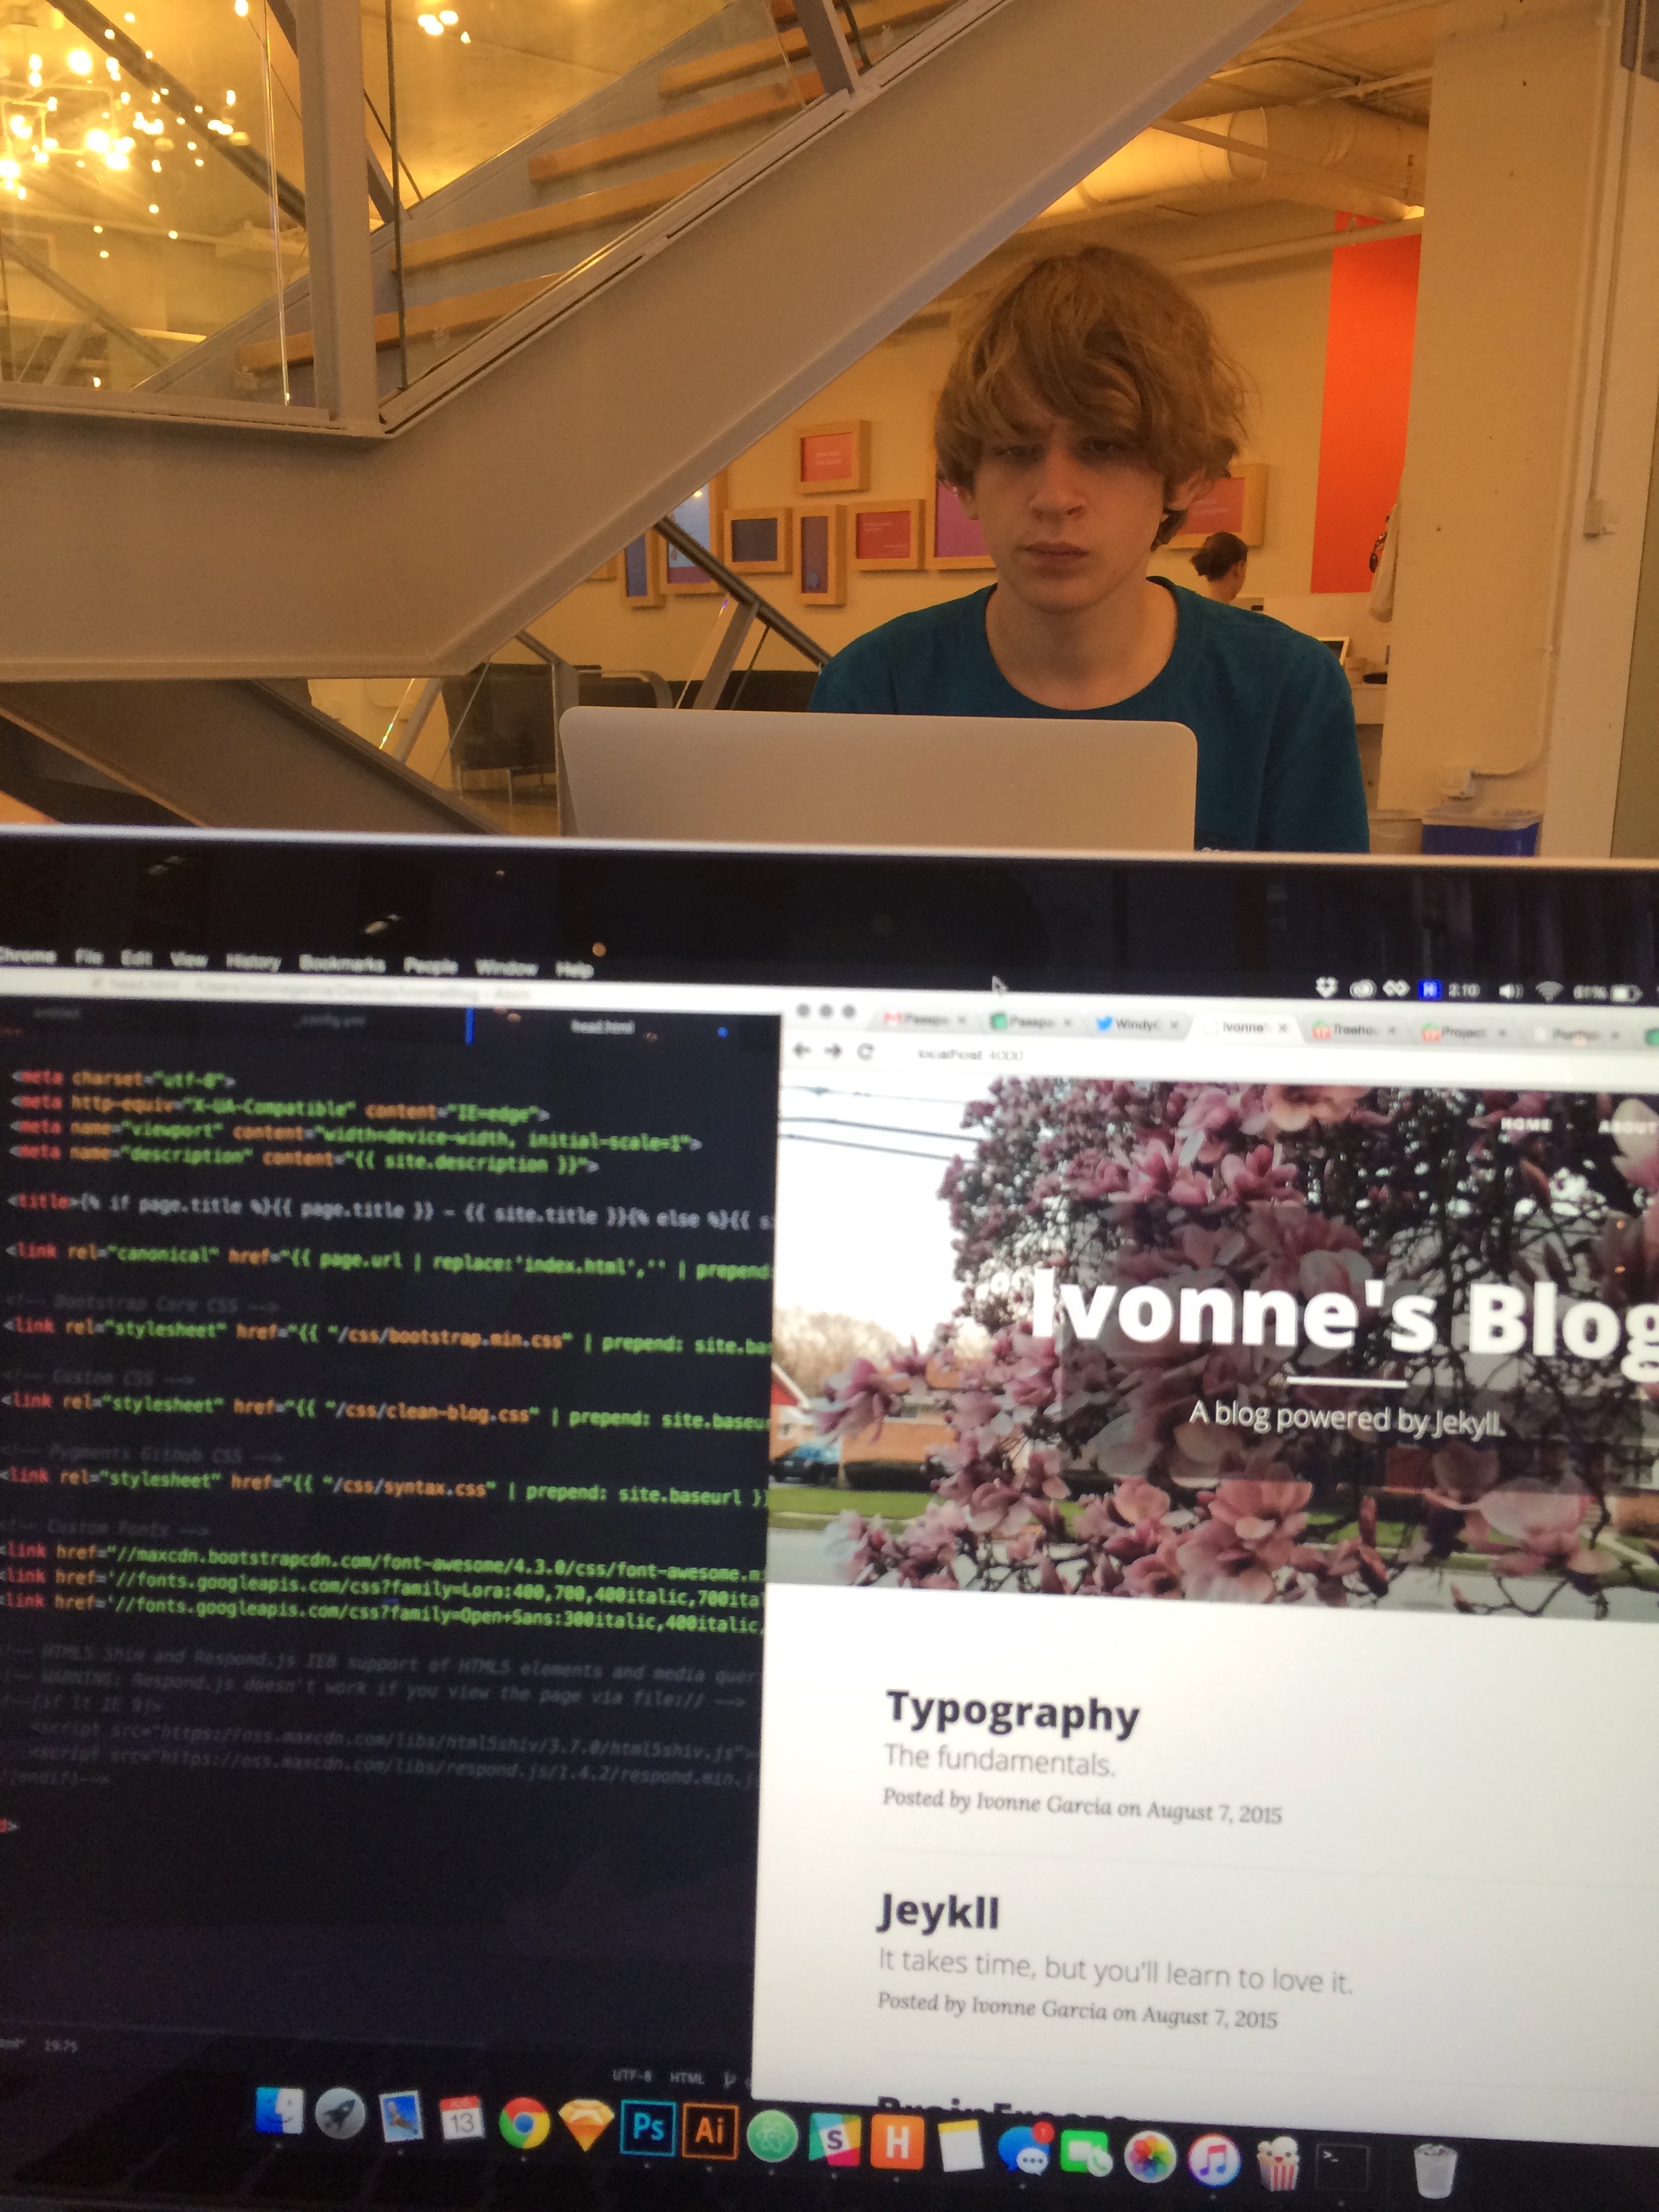 Chrome File Edit View History Bookmarks People Window Help
2:10
61%
_config.yml
head.html
<meta charset="utf-8">
<meta http-equiv="X-UA-Compatible" content="IE=edge">
<meta name="viewport" content="width=device-width, initial-scale=1">
<meta name="description" content="{{ site.description }}">
<title>{% if page.title %}{{ page.title }} - {{ site.title }}{% else %}{{ s
<link rel="canonical" href="{{ page.url | replace:'index.html','' | prepend
<!-- Bootstrap Core CSS -->
<link rel="stylesheet" href="{{ "/css/bootstrap.min.css" | prepend: site.ba
<!-- Custom CSS -->
<link rel="stylesheet" href="{{ "/css/clean-blog.css" | prepend: site.baseu
<!-- Pygments Github CSS -->
<link rel="stylesheet" href="{{ "/css/syntax.css" | prepend: site.baseurl }
<!-- Custom Fonts -->
<link href="//maxcdn.bootstrapcdn.com/font-awesome/4.3.0/css/font-awesome.mi
<link href='//fonts.googleapis.com/css?family=Lora:400,700,400italic,700ita
<link href='//fonts.googleapis.com/css?family=Open+Sans:300italic,400italic,
<!-- HTML5 Shim and Respond.js IE8 support of HTML5 elements and media quer
<!-- WARNING: Respond.js doesn't work if you view the page via file:// -->
<!--[if lt IE 9]>
<script src="https://oss.maxcdn.com/libs/html5shiv/3.7.0/html5shiv.js">
<script src="https://oss.maxcdn.com/libs/respond.js/1.4.2/respond.min.j
19:75
UTF-8 HTML
Passpo
Passpo
WindyC
Ivonne'
Treehou
Project
Portfoli
localhost:4000
HOME ABOUT
Ivonne's Blog
A blog powered by Jekyll.
Typography
The fundamentals.
Posted by Ivonne Garcia on August 7, 2015
Jeykll
It takes time, but you'll learn to love it.
Posted by Ivonne Garcia on August 7, 2015
13
Ps
Ai
S
H
1